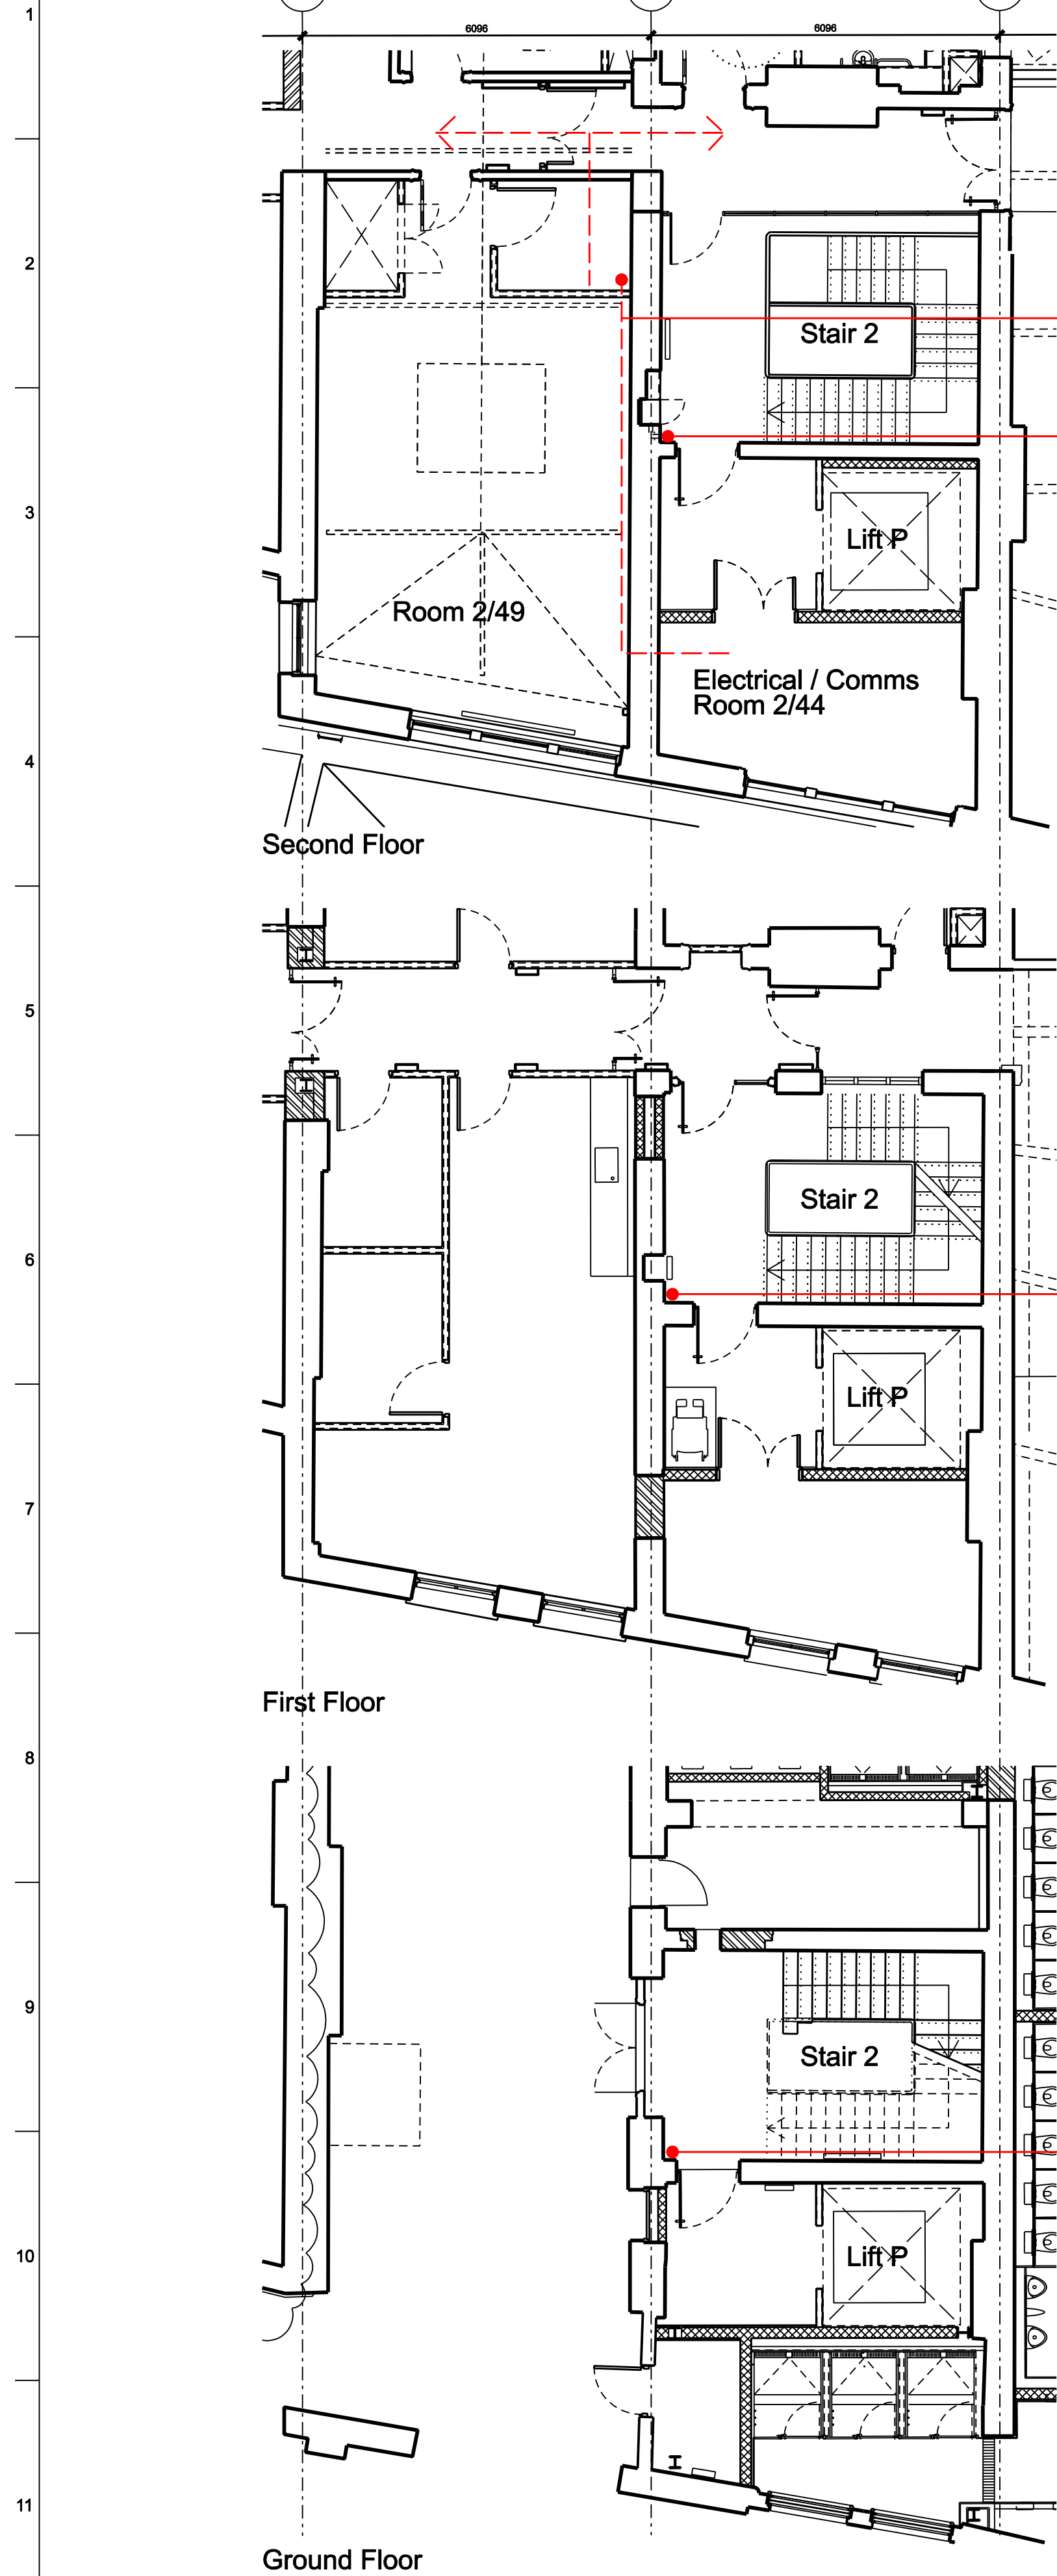 1
6096
6096
2
Stair 2
3
Lift P
Room 2/49
Electrical / Comms
Room 2/44
4
Second Floor
5
Stair 2
6
Lift P
7
First Floor
8
9
Stair 2
10
Lift P
11
Ground Floor